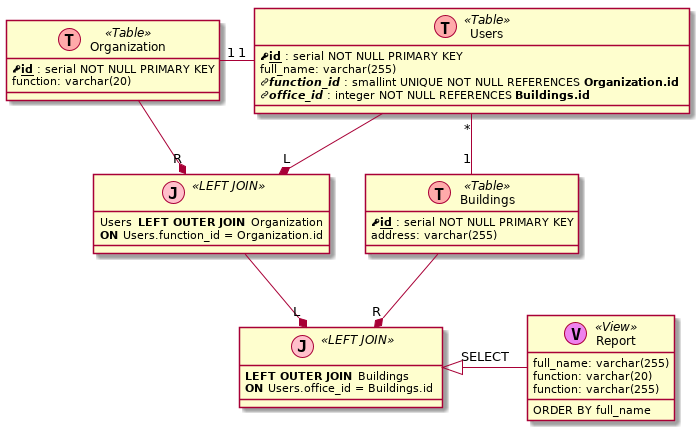 T «Table»
Organization
id : serial NOT NULL PRIMARY KEY
function: varchar(20)
1 1
T «Table»
Users
id : serial NOT NULL PRIMARY KEY
full_name: varchar(255)
function_id : smallint UNIQUE NOT NULL REFERENCES Organization.id
office_id : integer NOT NULL REFERENCES Buildings.id
R
L
*
1
J «LEFT JOIN»
Users LEFT OUTER JOIN Organization
ON Users.function_id = Organization.id
T «Table»
Buildings
id : serial NOT NULL PRIMARY KEY
address: varchar(255)
L
R
J «LEFT JOIN»
LEFT OUTER JOIN Buildings
ON Users.office_id = Buildings.id
SELECT
V «View»
Report
full_name: varchar(255)
function: varchar(20)
function: varchar(255)
ORDER BY full_name